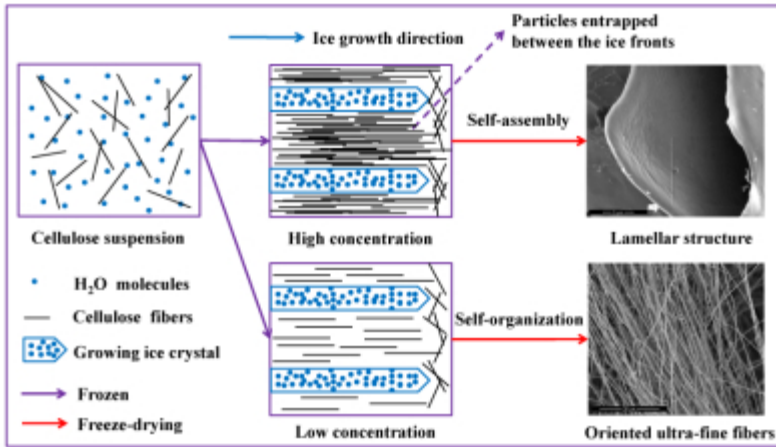 Ice growth direction
Particles entrapped
between the ice fronts
Self-assembly
Cellulose suspension
High concentration
Lamellar structure
H₂O molecules
Cellulose fibers
Growing ice crystal
Frozen
Freeze-drying
Self-organization
Low concentration
Oriented ultra-fine fibers